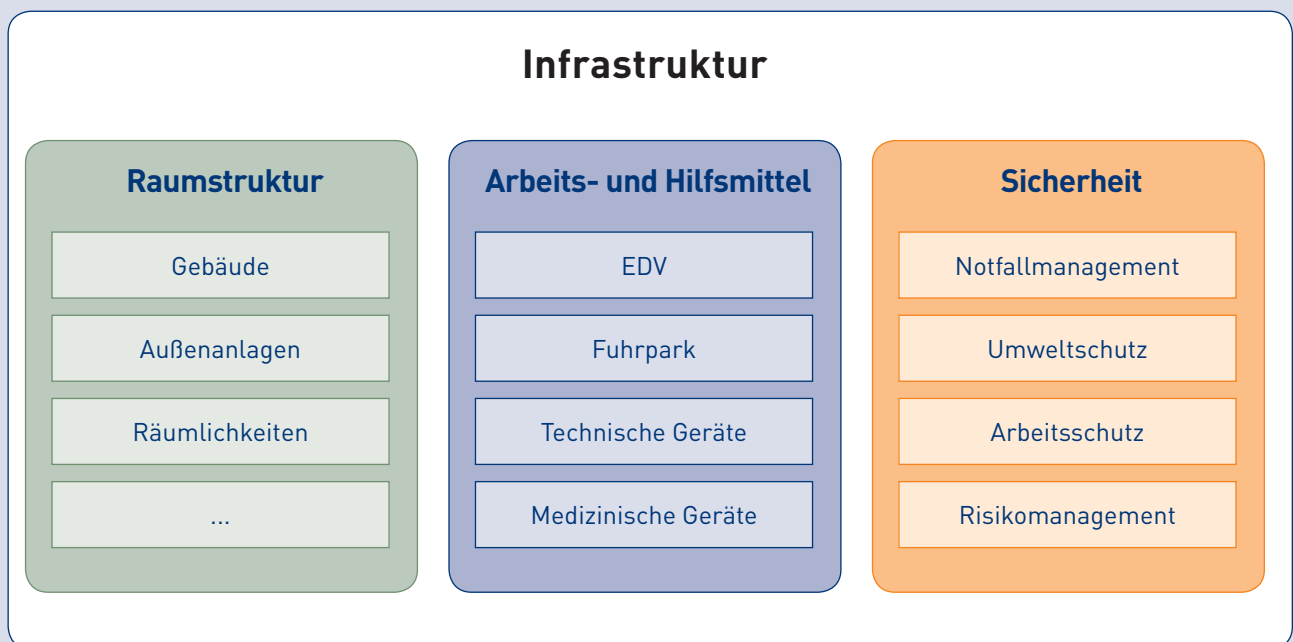 Infrastruktur
Raumstruktur
Gebäude
Außenanlagen
Räumlichkeiten
...
Arbeits- und Hilfsmittel
EDV
Fuhrpark
Technische Geräte
Medizinische Geräte
Sicherheit
Notfallmanagement
Umweltschutz
Arbeitsschutz
Risikomanagement